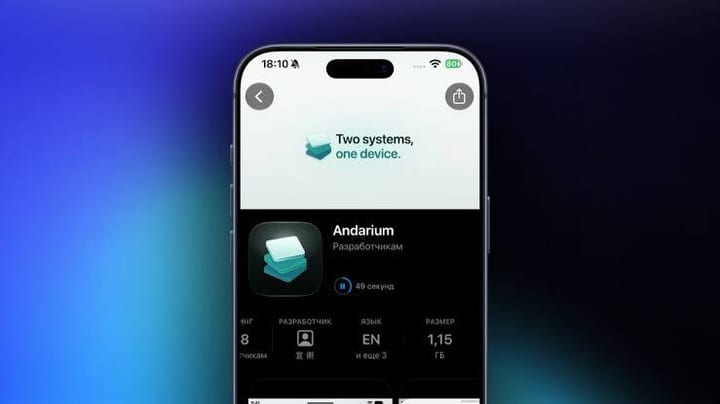 18:10
80
Two systems,
one device.
Andarium
Разработчикам
49 секунд
РАЗРАБОТЧИК
ЯЗЫК
РАЗМЕР
8
EN
1,15
и еще 3
ГБ